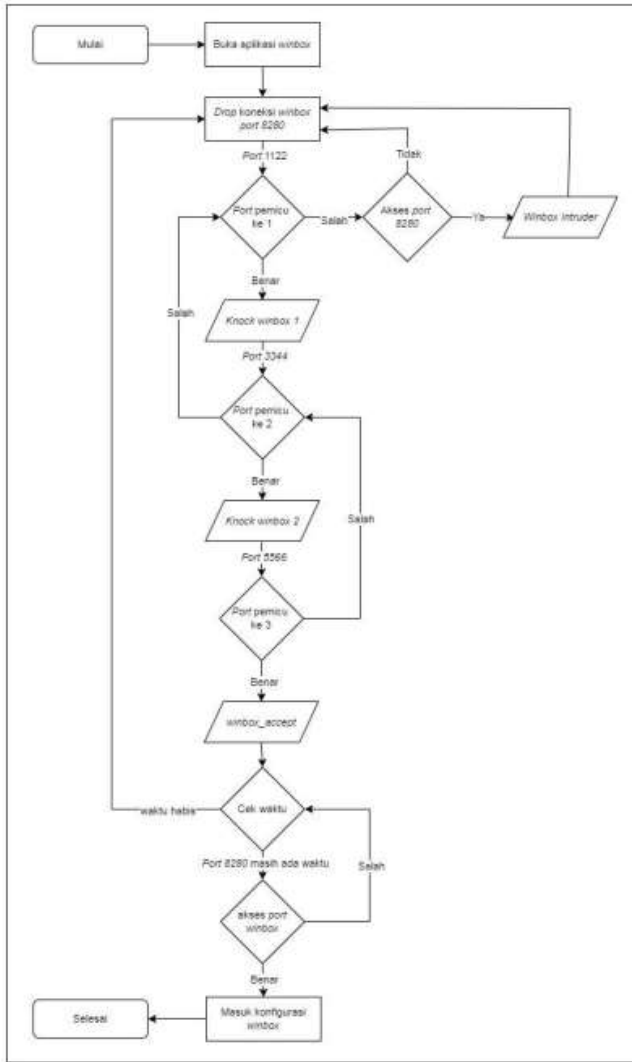 Mulai
Buka aplikasi winbox
Drop koneksi winbox
port 8280
Port 1122
Tidak
Port pemicu
ke 1
Salah
Akses port
8280
Ya
Winbox intruder
Benar
Salah
Knock winbox 1
Port 3344
Port pemicu
ke 2
Benar
Knock winbox 2
Salah
Port 5566
Port pemicu
ke 3
Benar
winbox_accept
waktu habis
Cek waktu
Port 8280 masih ada waktu
Salah
akses port
winbox
Benar
Selesai
Masuk konfigurasi
winbox